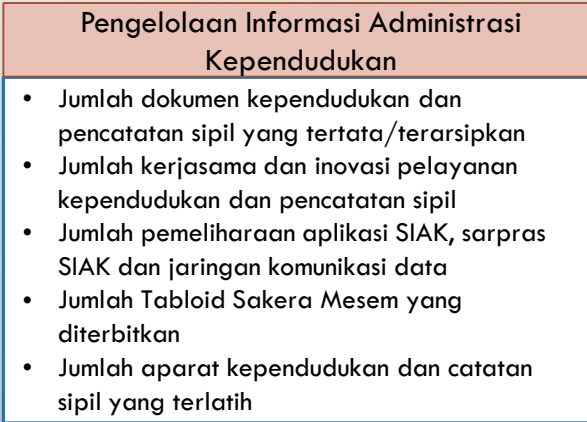 Pengelolaan Informasi Administrasi
Kependudukan
• Jumlah dokumen kependudukan dan
pencatatan sipil yang tertata/terarsipkan
• Jumlah kerjasama dan inovasi pelayanan
kependudukan dan pencatatan sipil
• Jumlah pemeliharaan aplikasi SIAK, sarpras
SIAK dan jaringan komunikasi data
• Jumlah Tabloid Sakera Mesem yang
diterbitkan
• Jumlah aparat kependudukan dan catatan
sipil yang terlatih